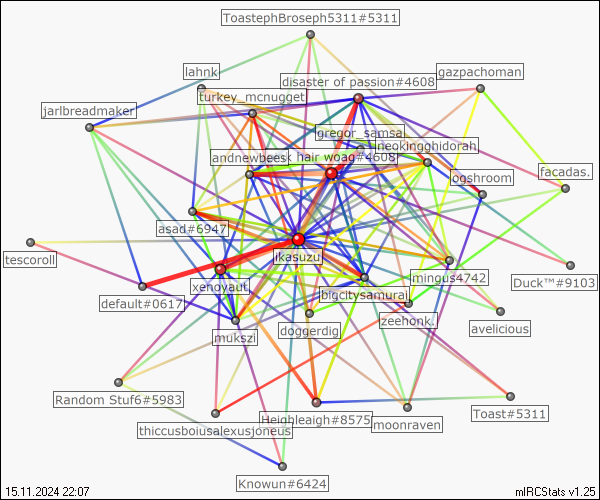 ToastephBroseph5311#5311
lahnk
disaster of passion#4608
gazpachoman
turkey_mcnugget
jarlbreadmaker
gregor_samsa.
neokingghidorah.
andnewbees
sk hair woag#4608
ogshroom
facadas.
asad#6947
ikasuzu
tescoroll
xenoyaut.
mingus4742
Duck™#9103
default#0617
bigcitysamurai
zeehonk.
avelicious
mukszi
doggerdig
Random Stuf6#5983
Heighleaigh#8575
Toast#5311
thiccusboiusalexusjoneus
moonraven
Knowun#6424
15.11.2024 22:07
mIRCStats v1.25